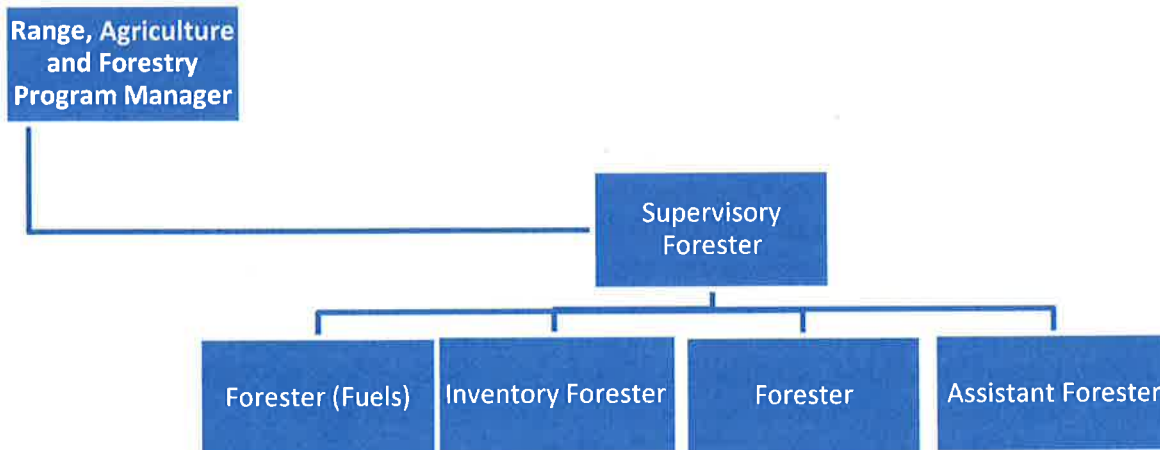 Range, Agriculture
and Forestry
Program Manager
Supervisory
Forester
Forester (Fuels)
Inventory Forester
Forester
Assistant Forester